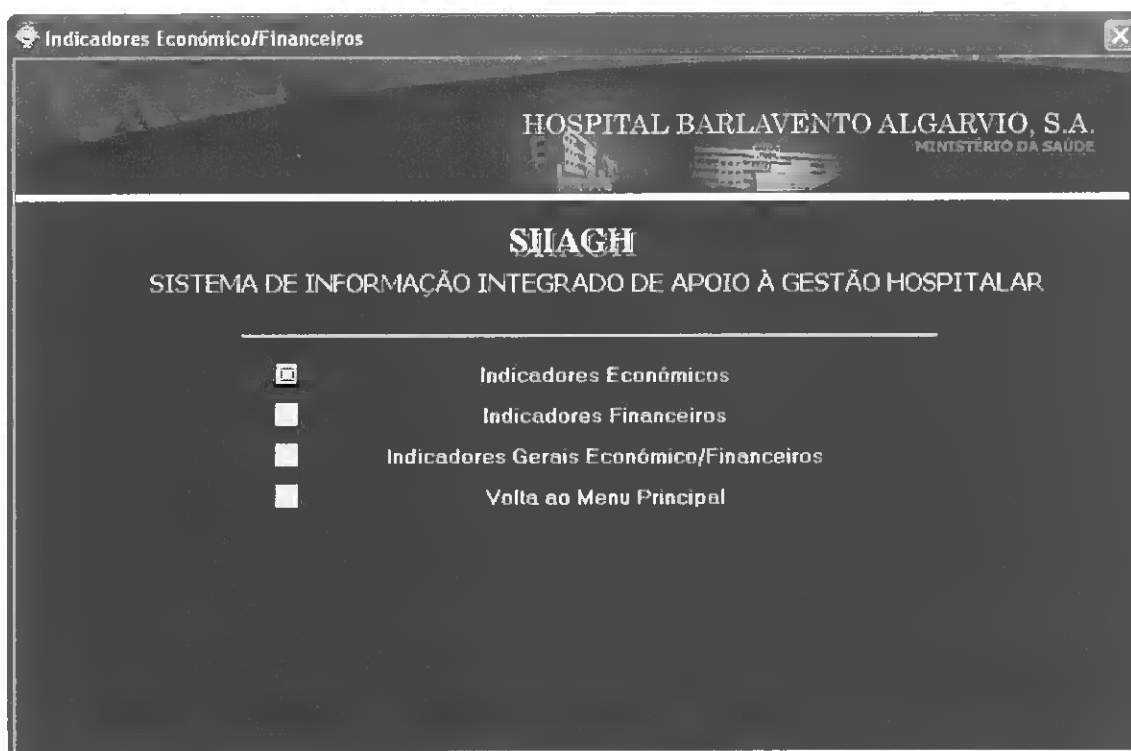 Indicadores Económico/Financeiros
HOSPITAL BARLAVENTO ALGARVIO, S.A.
MINISTÉRIO DA SAÚDE
SIIAGH
SISTEMA DE INFORMAÇÃO INTEGRADO DE APOIO À GESTÃO HOSPITALAR
Indicadores Económicos
Indicadores Financeiros
Indicadores Gerais Económico/Financeiros
Volta ao Menu Principal